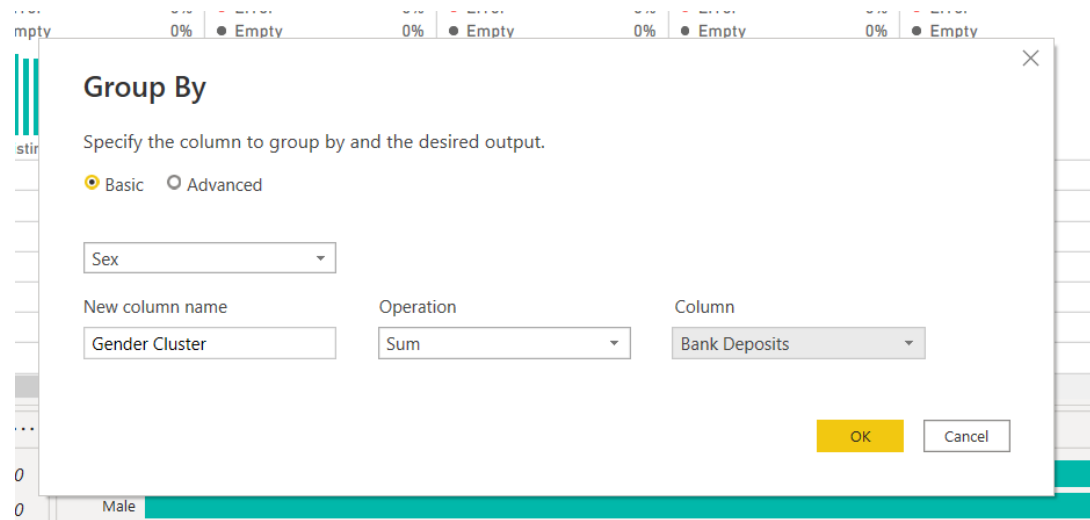 mpty 0% Empty 0% Empty 0% Empty 0% Empty
Group By
stir
Specify the column to group by and the desired output.
Basic Advanced
Sex
New column name Operation Column
Gender Cluster Sum Bank Deposits
...
OK Cancel
0
0 Male